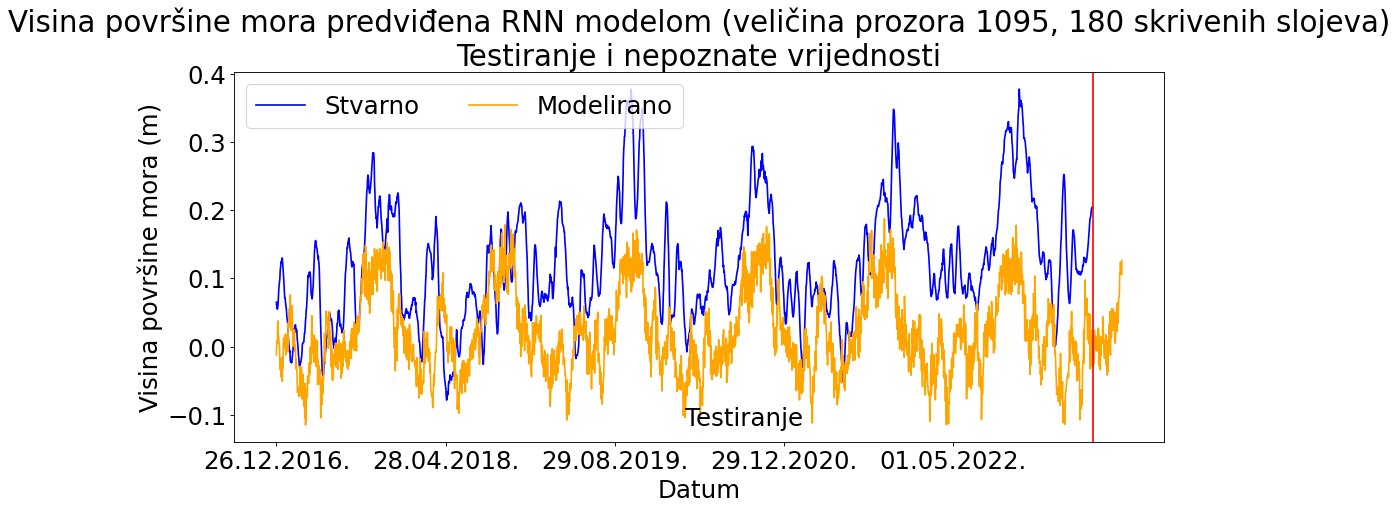 Visina površine mora predviđena RNN modelom (veličina prozora 1095, 180 skrivenih slojeva)
Testiranje i nepoznate vrijednosti
Stvarno Modelirano
Visina površine mora (m)
0.4
0.3
0.2
0.1
0.0
−0.1
Testiranje
26.12.2016. 28.04.2018. 29.08.2019. 29.12.2020. 01.05.2022.
Datum